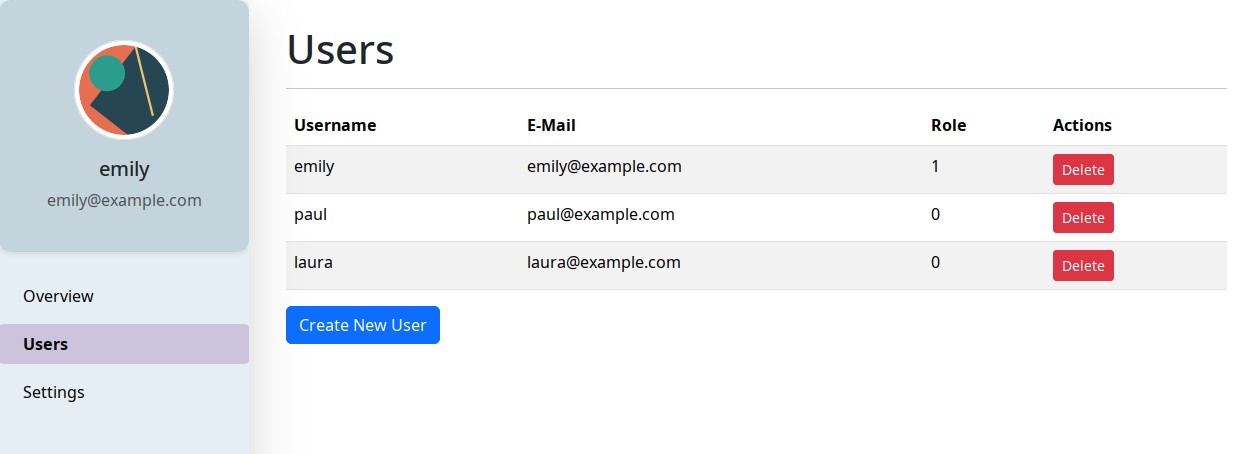 emily
emily@example.com
Overview
Users
Settings
Users
Username E-Mail Role Actions
emily emily@example.com 1 Delete
paul paul@example.com 0 Delete
laura laura@example.com 0 Delete
Create New User